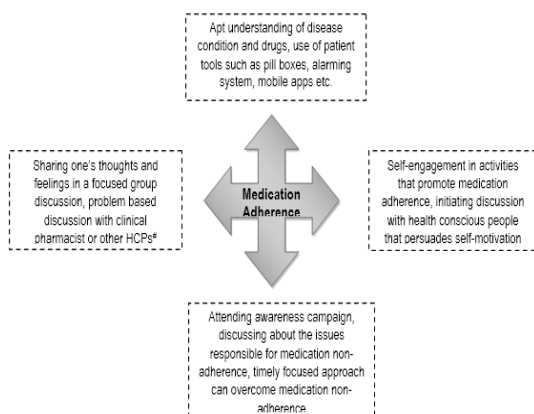 Apt understanding of disease
condition and drugs, use of patient
tools such as pill boxes, alarming
system, mobile apps etc.
Sharing one's thoughts and
feelings in a focused group
discussion, problem based
discussion with clinical
pharmacist or other HCPs#
Medication
Adherence
Self-engagement in activities
that promote medication
adherence, initiating discussion
with health conscious people
that persuades self-motivation
Attending awareness campaign,
discussing about the issues
responsible for medication non-
adherence, timely focused approach
can overcome medication non-
adherence